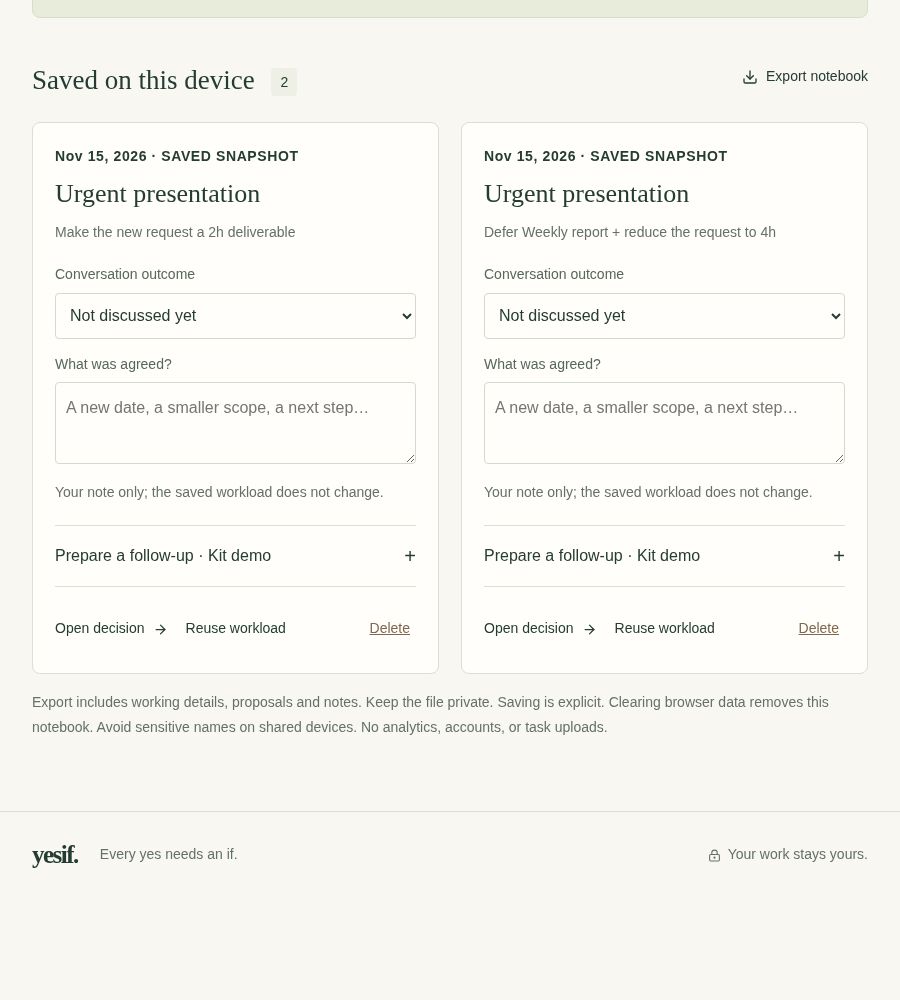 Saved on this device 2
Export notebook
Nov 15, 2026 · SAVED SNAPSHOT
Urgent presentation
Make the new request a 2h deliverable
Conversation outcome
Not discussed yet
What was agreed?
A new date, a smaller scope, a next step…
Your note only; the saved workload does not change.
Prepare a follow-up · Kit demo +
Open decision → Reuse workload Delete
Nov 15, 2026 · SAVED SNAPSHOT
Urgent presentation
Defer Weekly report + reduce the request to 4h
Conversation outcome
Not discussed yet
What was agreed?
A new date, a smaller scope, a next step…
Your note only; the saved workload does not change.
Prepare a follow-up · Kit demo +
Open decision → Reuse workload Delete
Export includes working details, proposals and notes. Keep the file private. Saving is explicit. Clearing browser data removes this
notebook. Avoid sensitive names on shared devices. No analytics, accounts, or task uploads.
yesif. Every yes needs an if.
Your work stays yours.